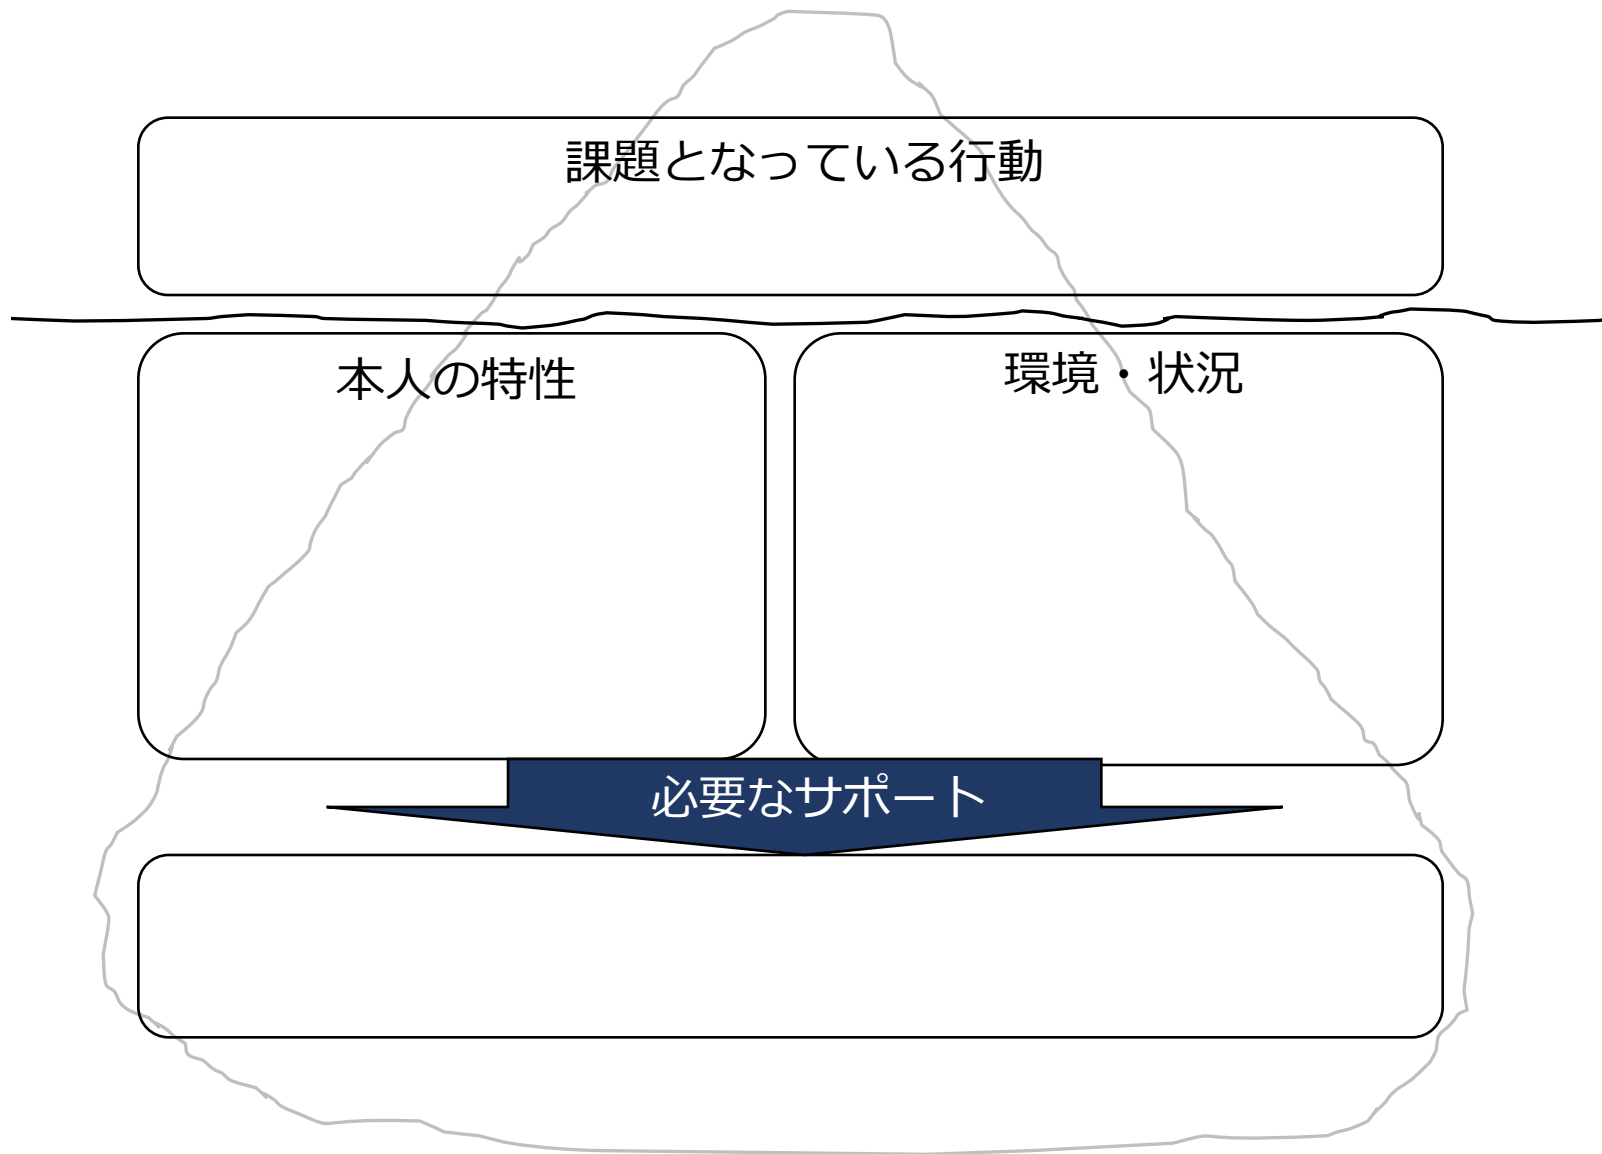 課題となっている行動
本人の特性
環境・状況
必要なサポート